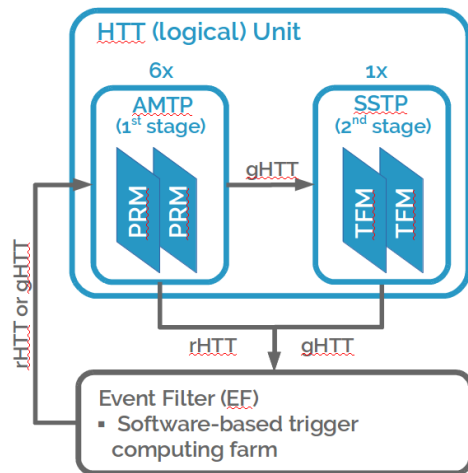 HTT (logical) Unit
6x
1x
AMTP
(1st stage)
SSTP
(2nd stage)
PRM
PRM
gHTT
TFM
TFM
rHTT or gHTT
rHTT
gHTT
Event Filter (EF)
▪ Software-based trigger
computing farm